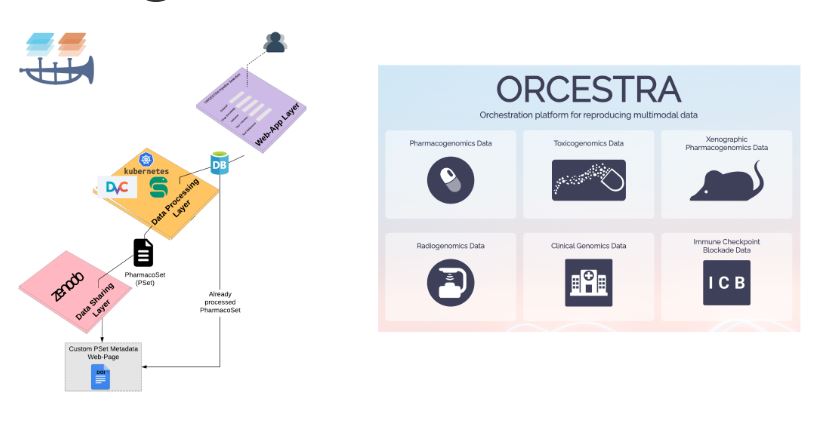 Web-App Layer
DB
kubernetes
DVC
Data Processing
Layer
PharmacoSet
(PSet)
zenodo
Data Sharing
Layer
Already
processed
PharmacoSet
Custom PSet Metadata
Web-Page
DOI
ORCESTRA
Orchestration platform for reproducing multimodal data
Pharmacogenomics Data
Toxicogenomics Data
Xenographic
Pharmacogenomics Data
Radiogenomics Data
Clinical Genomics Data
Immune Checkpoint
Blockade Data
ICB